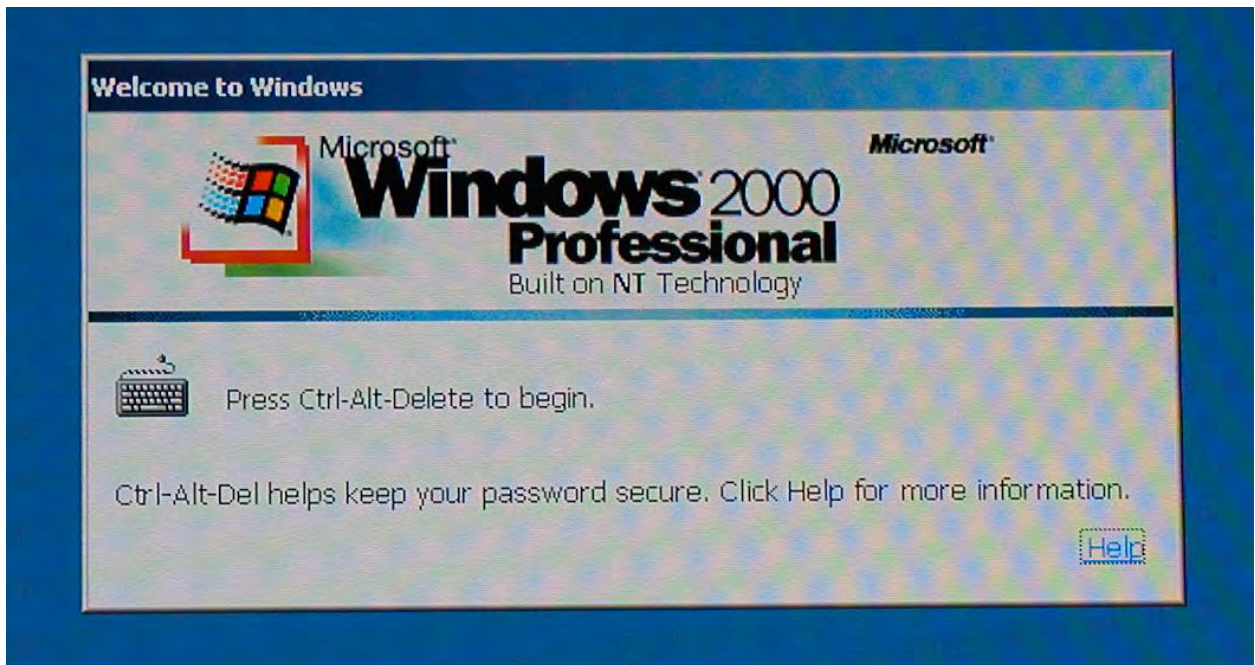 Welcome to Windows
Microsoft®
Microsoft®
Windows® 2000
Professional
Built on NT Technology
Press Ctrl-Alt-Delete to begin.
Ctrl-Alt-Del helps keep your password secure. Click Help for more information.
Help